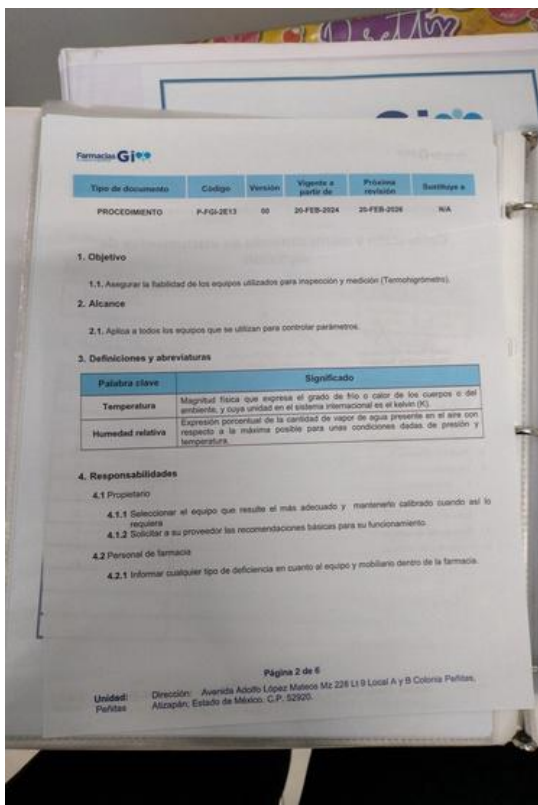 Pretty
Gi
Farmacias Gi
Tipo de documento Código Versión Vigente a partir de Próxima revisión Sustituye a
PROCEDIMIENTO P-FGI-2E13 00 20-FEB-2024 20-FEB-2026 N/A
1. Objetivo
1.1. Asegurar la fiabilidad de los equipos utilizados para inspección y medición (Termohigrómetro).
2. Alcance
2.1. Aplica a todos los equipos que se utilizan para controlar parámetros.
3. Definiciones y abreviaturas
Palabra clave Significado
Temperatura Magnitud física que expresa el grado de frío o calor de los cuerpos o del
ambiente, y cuya unidad en el sistema internacional es el kelvin (K).
Humedad relativa Expresión porcentual de la cantidad de vapor de agua presente en el aire con
respecto a la máxima posible para unas condiciones dadas de presión y
temperatura.
4. Responsabilidades
4.1 Propietario
4.1.1 Seleccionar el equipo que resulte el más adecuado y mantenerlo calibrado cuando así lo
requiera
4.1.2 Solicitar a su proveedor las recomendaciones básicas para su funcionamiento.
4.2 Personal de farmacia
4.2.1 Informar cualquier tipo de deficiencia en cuanto al equipo y mobiliario dentro de la farmacia.
Página 2 de 6
Unidad: Dirección: Avenida Adolfo López Mateos Mz 226 Lt 9 Local A y B Colonia Peñitas,
Peñitas Atizapán, Estado de México. C.P. 52920.